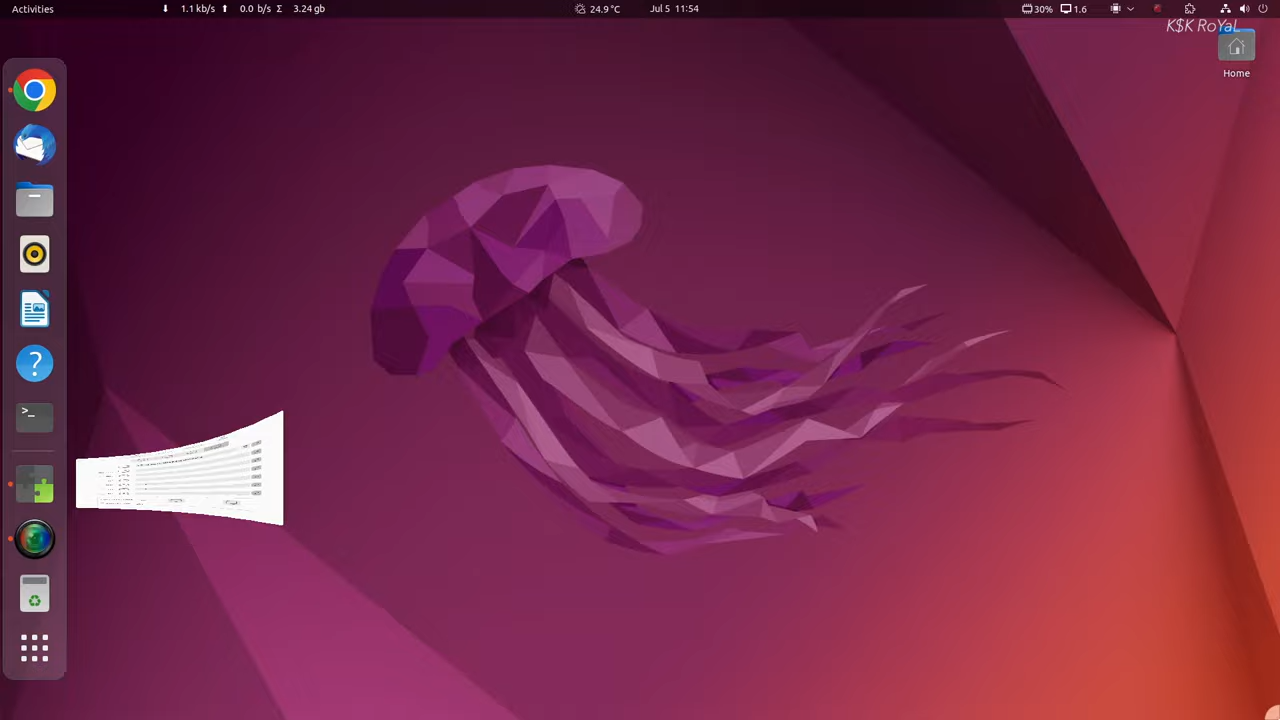 Activities
↓ 1.1 kb/s ↑ 0.0 b/s Σ 3.24 gb
24.9 °C
Jul 5 11:54
30% 1.6
K$K RoYaL
Home